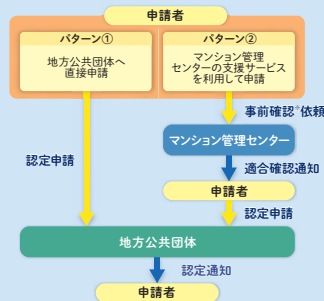 申請者
パターン①
地方公共団体へ
直接申請
パターン②
マンション管理
センターの支援サービス
を利用して申請
事前確認※依頼
マンション管理センター
適合確認通知
申請者
認定申請
認定申請
地方公共団体
認定通知
申請者